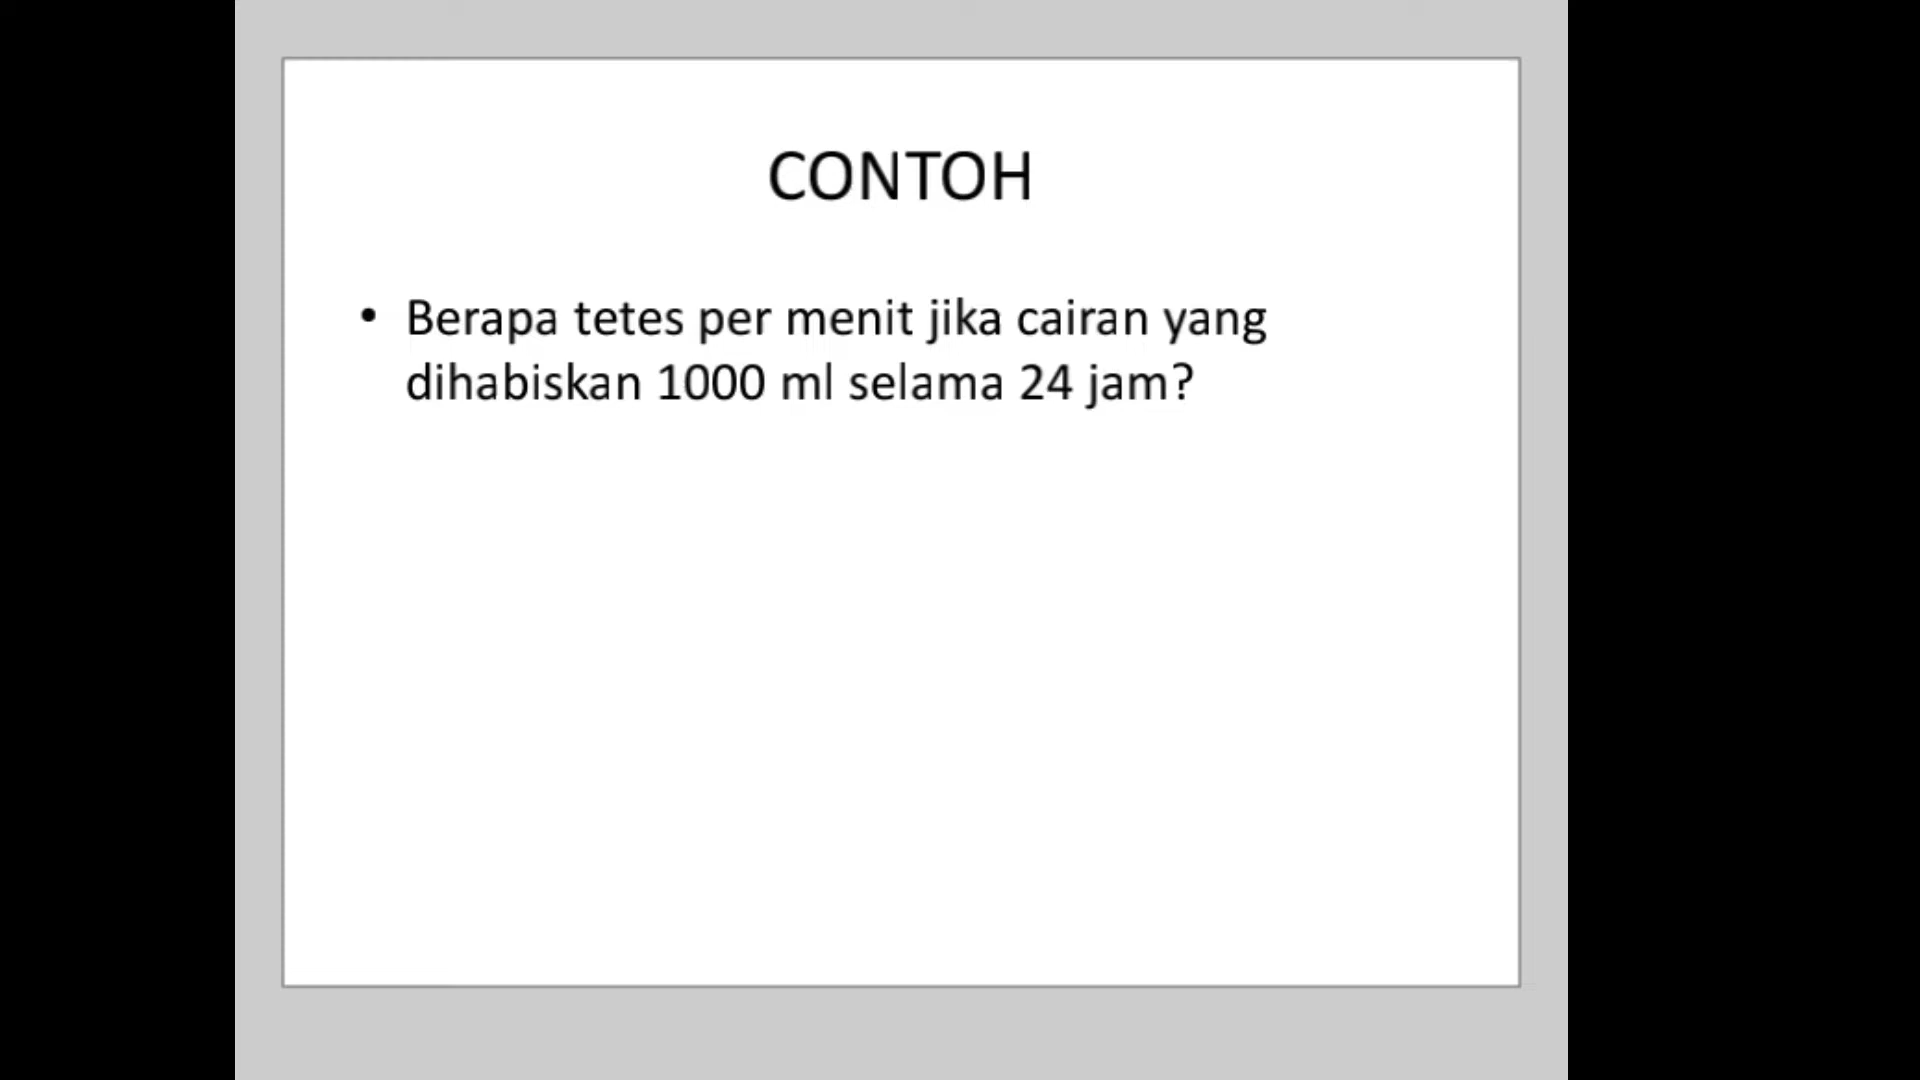 CONTOH
• Berapa tetes per menit jika cairan yang
dihabiskan 1000 ml selama 24 jam?